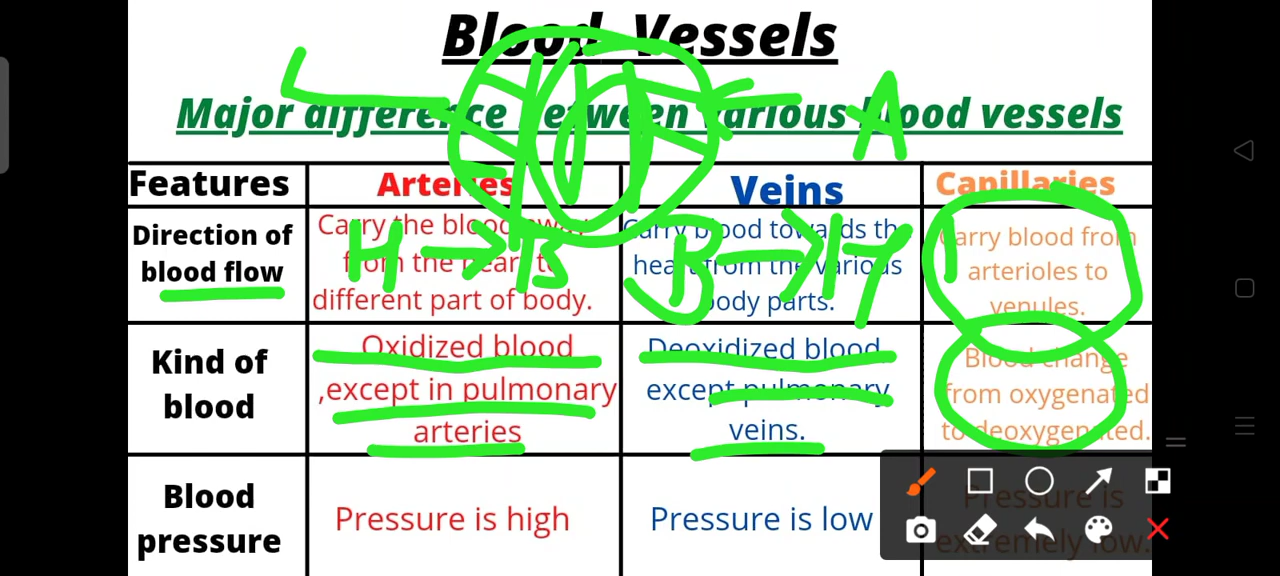 Blood Vessels
Major difference between various blood vessels
A
Features Arteries Veins Capillaries
Direction of
blood flow
Carry the blood away
from the heart to
different part of body.
H → B
Carry blood towards the
heart from the various
body parts.
B → H
Carry blood from
arterioles to
venules.
Kind of
blood
Oxidized blood
,except in pulmonary
arteries
Deoxidized blood
except pulmonary
veins.
Blood change
from oxygenated
to deoxygenated.
Blood
pressure
Pressure is high
Pressure is low
Pressure is
extremely low.